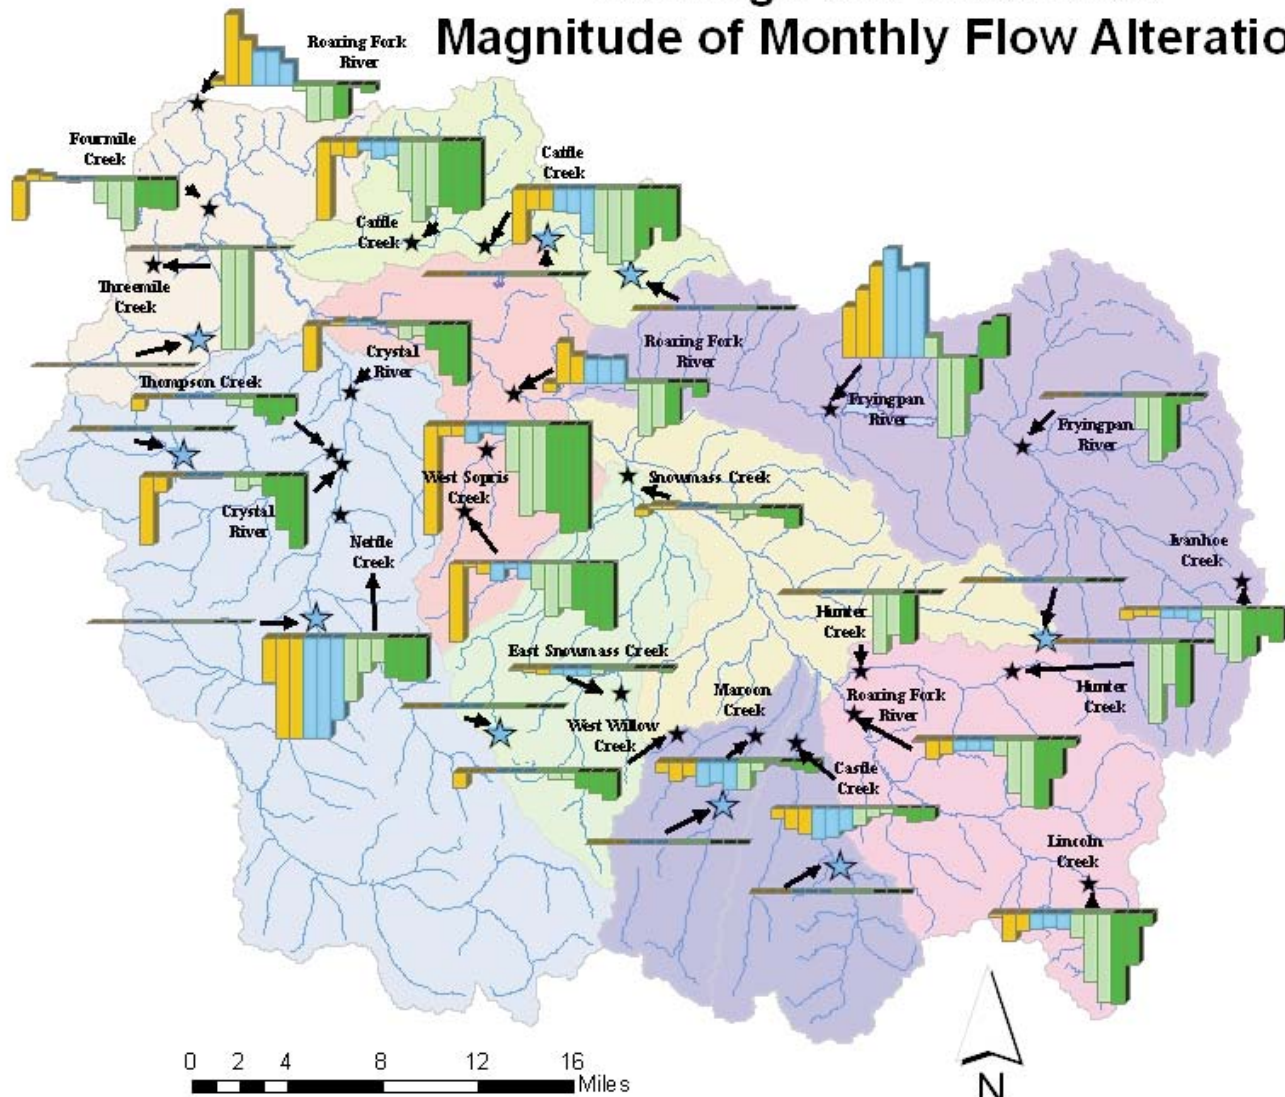 Magnitude of Monthly Flow Alteratio
Roaring Fork
River
Fourmile
Creek
Cattle
Creek
Cattle
Creek
Threemile
Creek
Crystal
River
Roaring Fork
River
Thompson Creek
Fryingpan
River
Fryingpan
River
West Sopris
Creek
Snowmass Creek
Crystal
River
Nettle
Creek
Ivanhoe
Creek
Hunter
Creek
East Snowmass Creek
Maroon
Creek
Roaring Fork
River
Hunter
Creek
West Willow
Creek
Castle
Creek
Lincoln
Creek
0 2 4 8 12 16
Miles
N